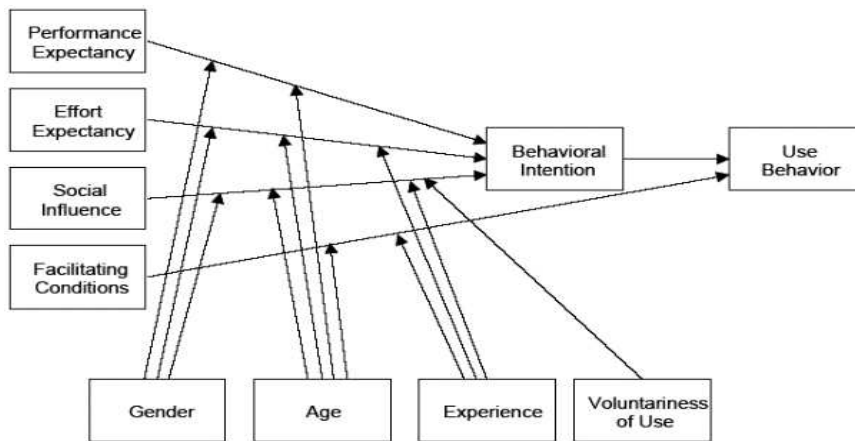 Performance
Expectancy
Effort
Expectancy
Social
Influence
Facilitating
Conditions
Behavioral
Intention
Use
Behavior
Gender
Age
Experience
Voluntariness
of Use